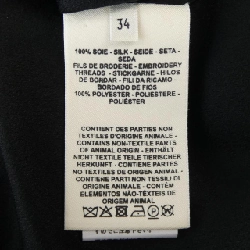 34
100% SOIE - SILK - SEIDE - SETA -
SEDA
FILS DE BRODERIE - EMBROIDERY
THREADS - STICKGARNE - HILOS
DE BORDAR - FILI DA RICAMO
BORDADO DE FIOS
100% POLYESTER - POLIESTERE -
POLIÉSTER
CONTIENT DES PARTIES NON
TEXTILES D'ORIGINE ANIMALE -
CONTAINS NON-TEXTILE PARTS
OF ANIMAL ORIGIN - ENTHÄLT
NICHT TEXTILE TEILE TIERISCHER
HERKUNFT - CONTIENE PARTES
NO TEXTILES DE ORIGEN ANIMAL -
CONTIENE PARTI NON TESSILI
DI ORIGINE ANIMALE - CONTÉM
ELEMENTOS NÃO-TEXTEIS DE
ORIGEM ANIMAL